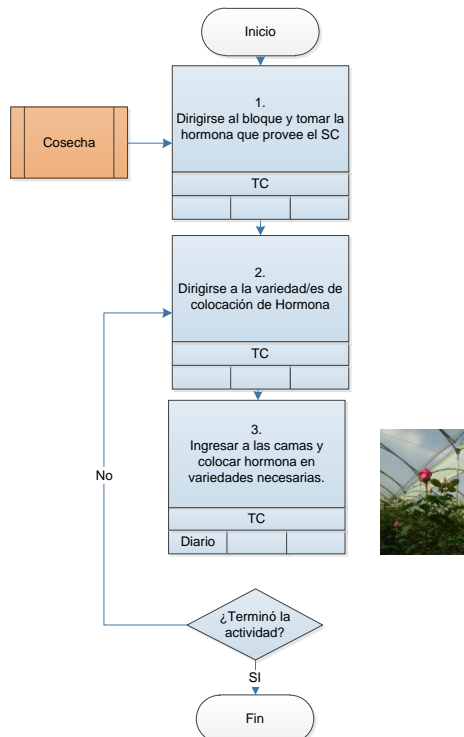 Inicio
1.
Dirigirse al bloque y tomar la
hormona que provee el SC
TC
Cosecha
2.
Dirigirse a la variedad/es de
colocación de Hormona
TC
3.
Ingresar a las camas y
colocar hormona en
variedades necesarias.
TC
Diario
No
¿Terminó la
actividad?
SI
Fin